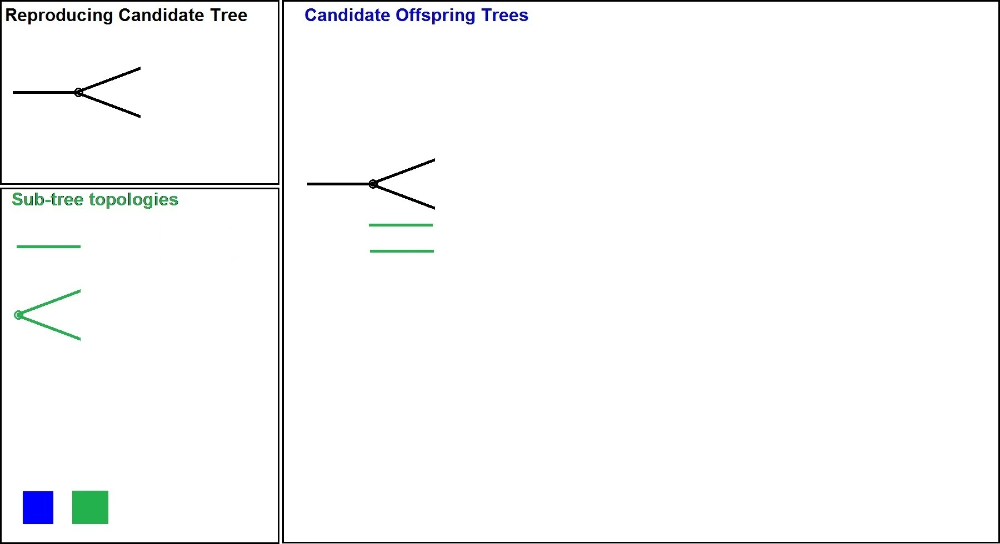 Reproducing Candidate Tree
Candidate Offspring Trees
Sub-tree topologies